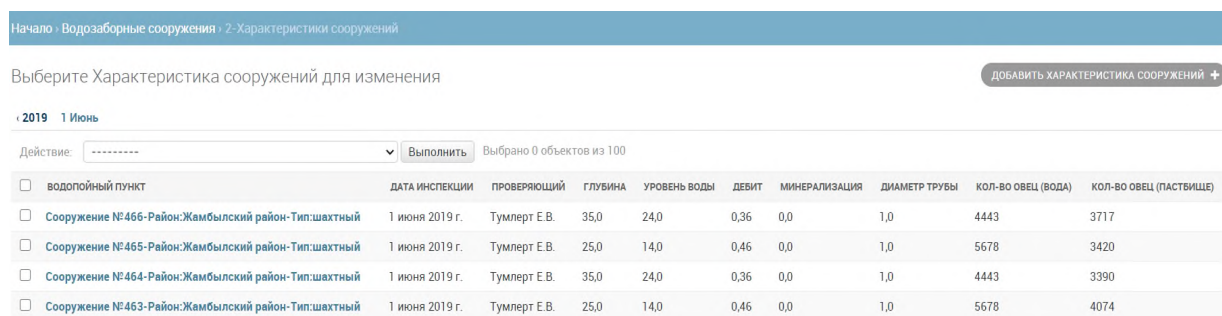 Начало › Водозаборные сооружения › 2-Характеристики сооружений
Выберите Характеристика сооружений для изменения
ДОБАВИТЬ ХАРАКТЕРИСТИКА СООРУЖЕНИЙ +
‹ 2019 1 Июнь
Действие: --------- Выполнить Выбрано 0 объектов из 100
ВОДОПОЙНЫЙ ПУНКТ ДАТА ИНСПЕКЦИИ ПРОВЕРЯЮЩИЙ ГЛУБИНА УРОВЕНЬ ВОДЫ ДЕБИТ МИНЕРАЛИЗАЦИЯ ДИАМЕТР ТРУБЫ КОЛ-ВО ОВЕЦ (ВОДА) КОЛ-ВО ОВЕЦ (ПАСТБИЩЕ)
Сооружение №466-Район:Жамбылский район-Тип:шахтный 1 июня 2019 г. Тумлерт Е.В. 35,0 24,0 0,36 0,0 1,0 4443 3717
Сооружение №465-Район:Жамбылский район-Тип:шахтный 1 июня 2019 г. Тумлерт Е.В. 25,0 14,0 0,46 0,0 1,0 5678 3420
Сооружение №464-Район:Жамбылский район-Тип:шахтный 1 июня 2019 г. Тумлерт Е.В. 35,0 24,0 0,36 0,0 1,0 4443 3390
Сооружение №463-Район:Жамбылский район-Тип:шахтный 1 июня 2019 г. Тумлерт Е.В. 25,0 14,0 0,46 0,0 1,0 5678 4074